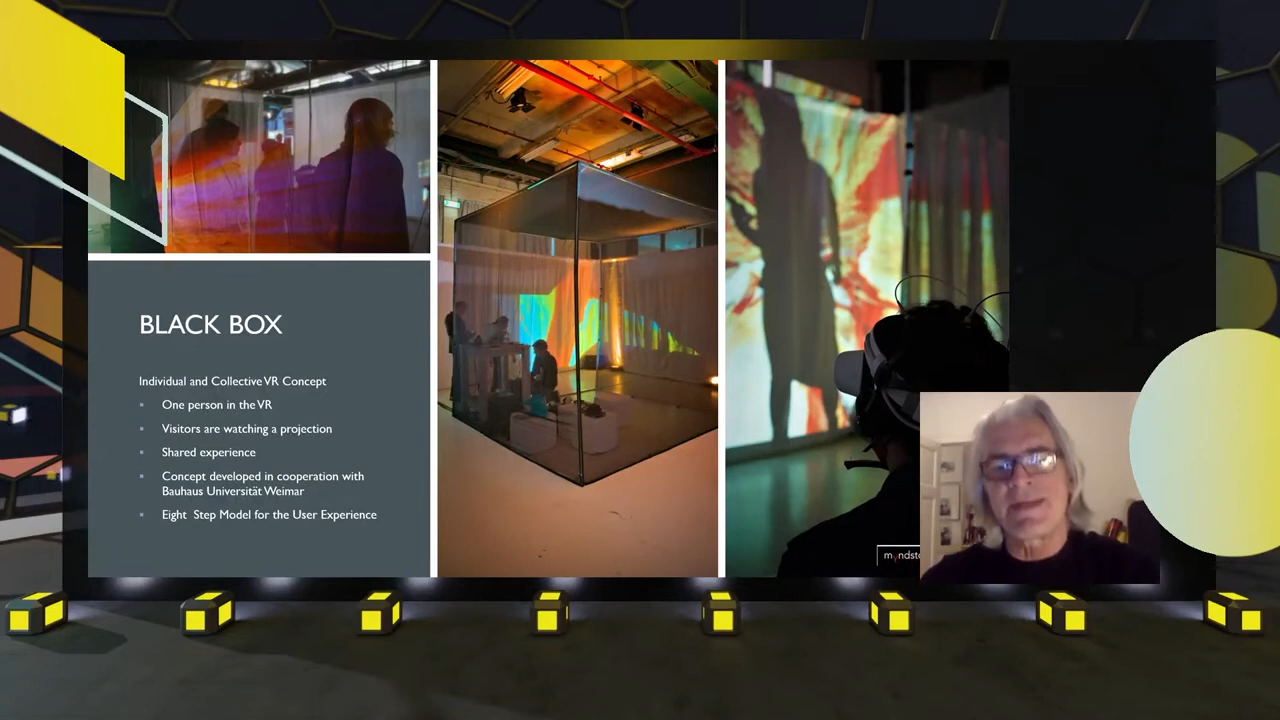 BLACK BOX
Individual and Collective VR Concept
One person in the VR
Visitors are watching a projection
Shared experience
Concept developed in cooperation with
Bauhaus Universität Weimar
Eight Step Model for the User Experience